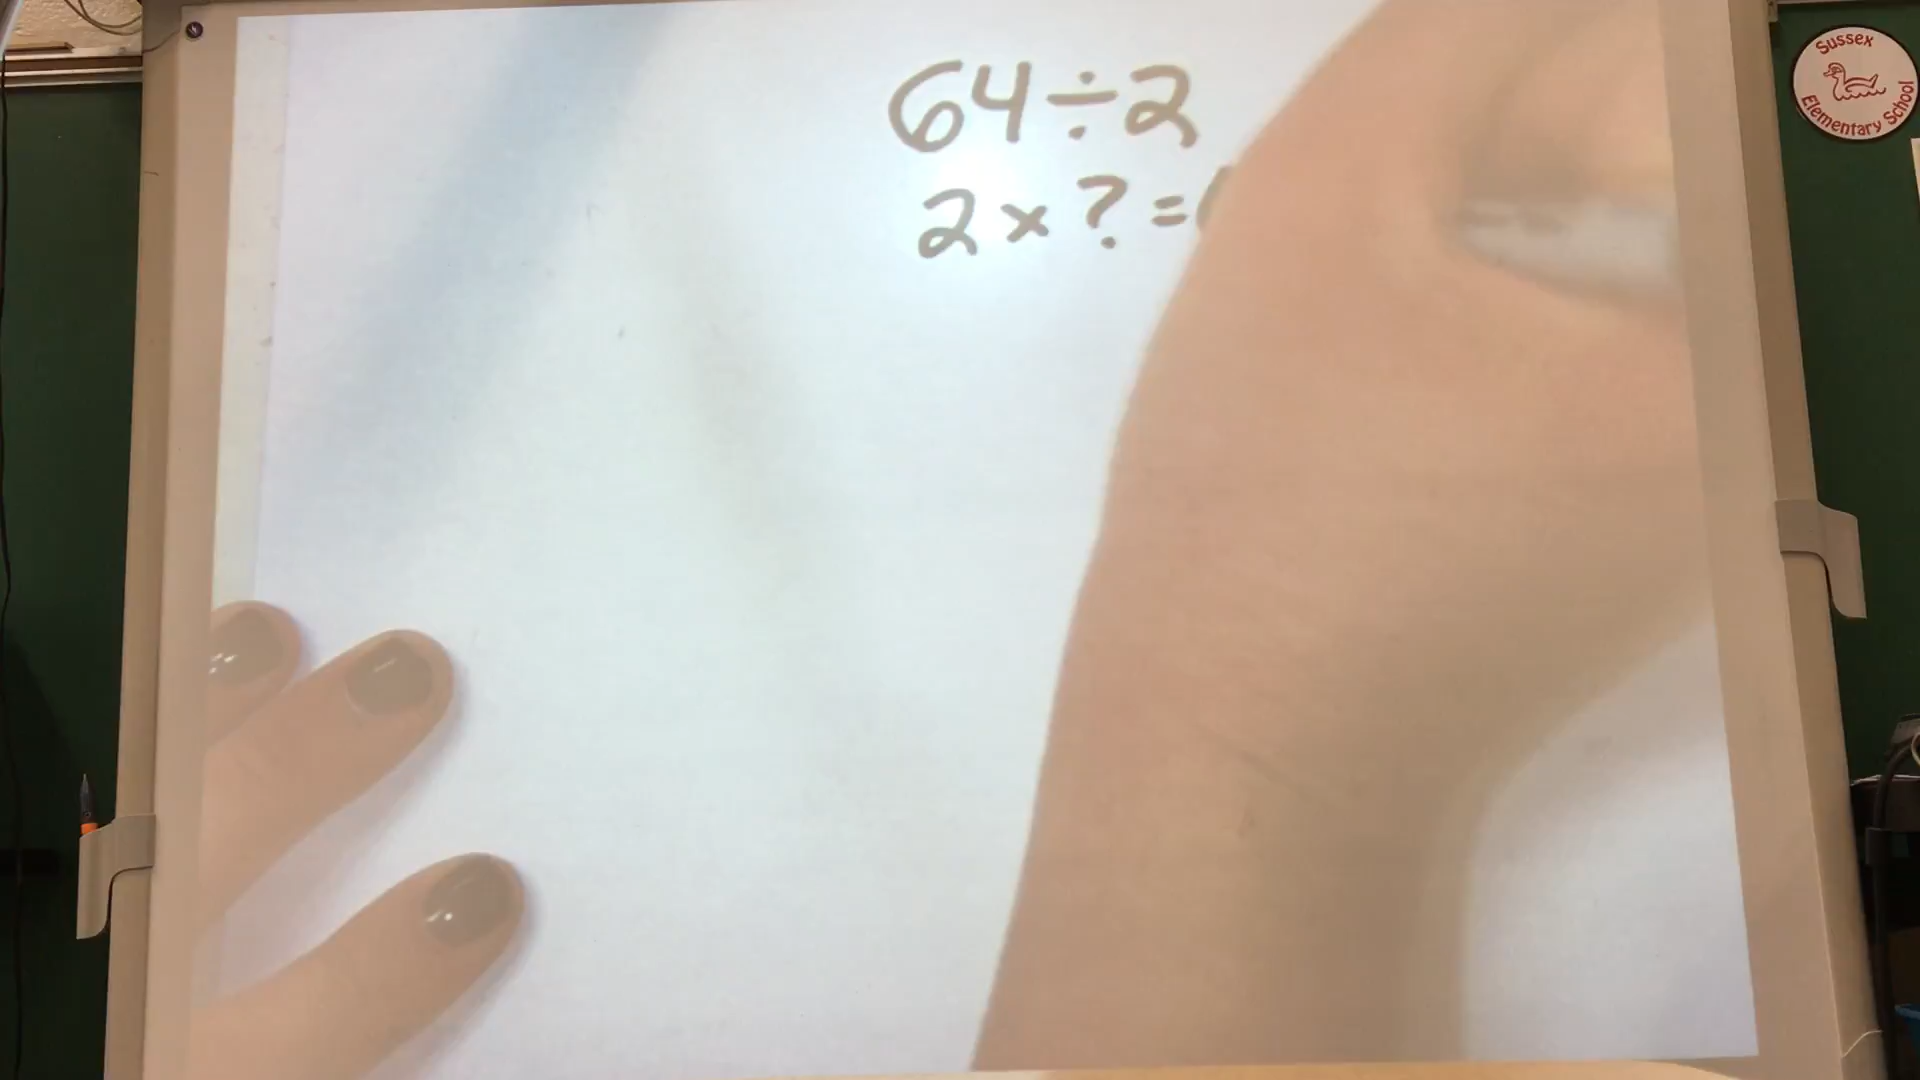 64÷2
2 x ? =
Sussex
Elementary School